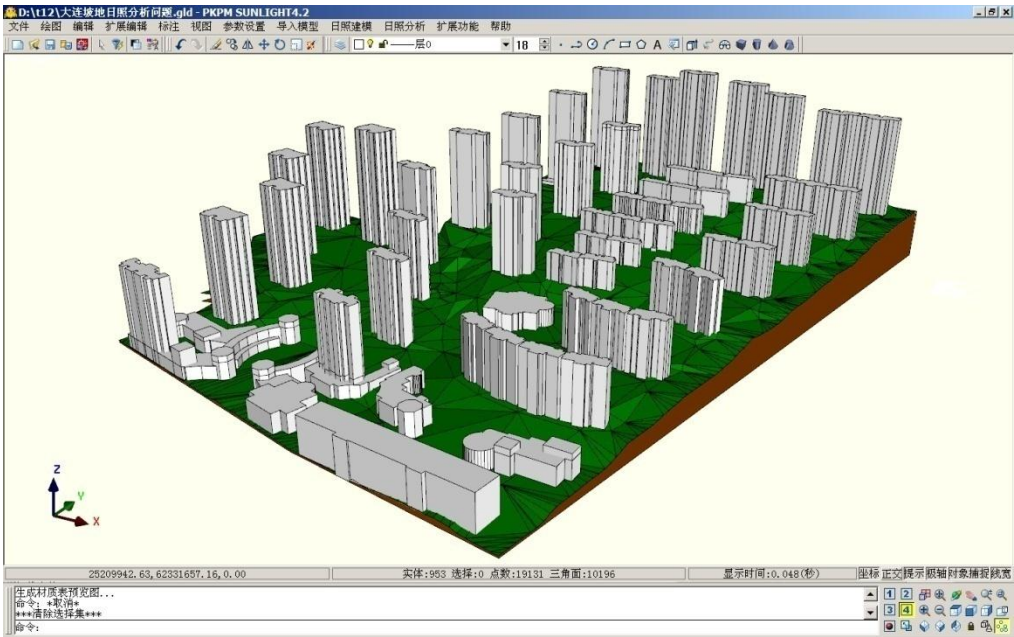 D:\t12\大连坡地日照分析问题.gld - PKPM SUNLIGHT4.2
文件 绘图 编辑 扩展编辑 标注 视图 参数设置 导入模型 日照建模 日照分析 扩展功能 帮助
层0 18 A
Z
Y
X
25209942.63, 62331657.16, 0.00 实体:953 选择:0 点数:19131 三角面:10196 显示时间:0.048(秒) 坐标 正交 提示 极轴 对象捕捉 线宽
生成材质表预览图...
命令: *取消*
***清除选择集***
命令:
1 2
3 4